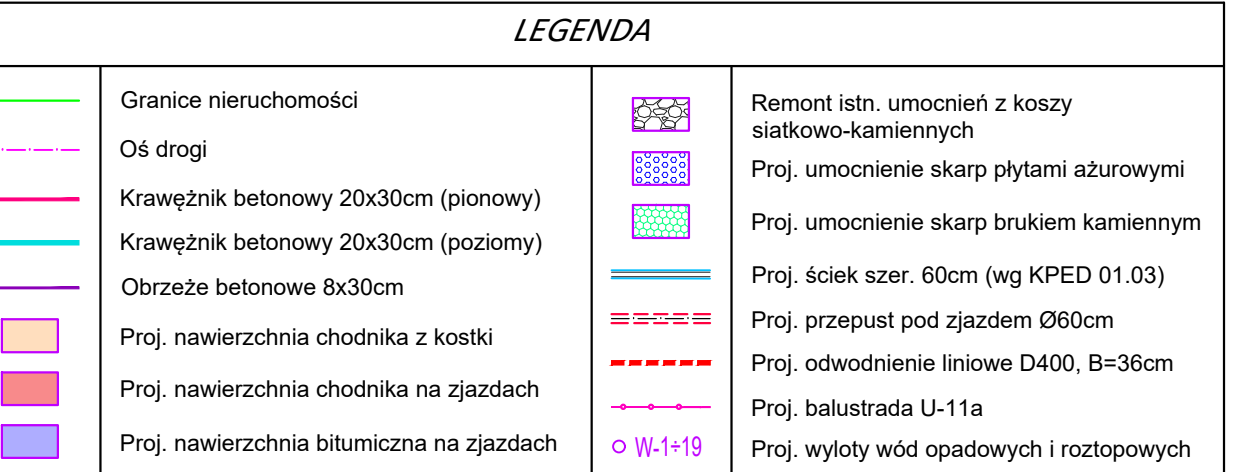 LEGENDA
Granice nieruchomości
Oś drogi
Krawężnik betonowy 20x30cm (pionowy)
Krawężnik betonowy 20x30cm (poziomy)
Obrzeże betonowe 8x30cm
Proj. nawierzchnia chodnika z kostki
Proj. nawierzchnia chodnika na zjazdach
Proj. nawierzchnia bitumiczna na zjazdach
Remont istn. umocnień z koszy
siatkowo-kamiennych
Proj. umocnienie skarp płytami ażurowymi
Proj. umocnienie skarp brukiem kamiennym
Proj. ściek szer. 60cm (wg KPED 01.03)
Proj. przepust pod zjazdem Ø60cm
Proj. odwodnienie liniowe D400, B=36cm
Proj. balustrada U-11a
W-1÷19 Proj. wyloty wód opadowych i roztopowych